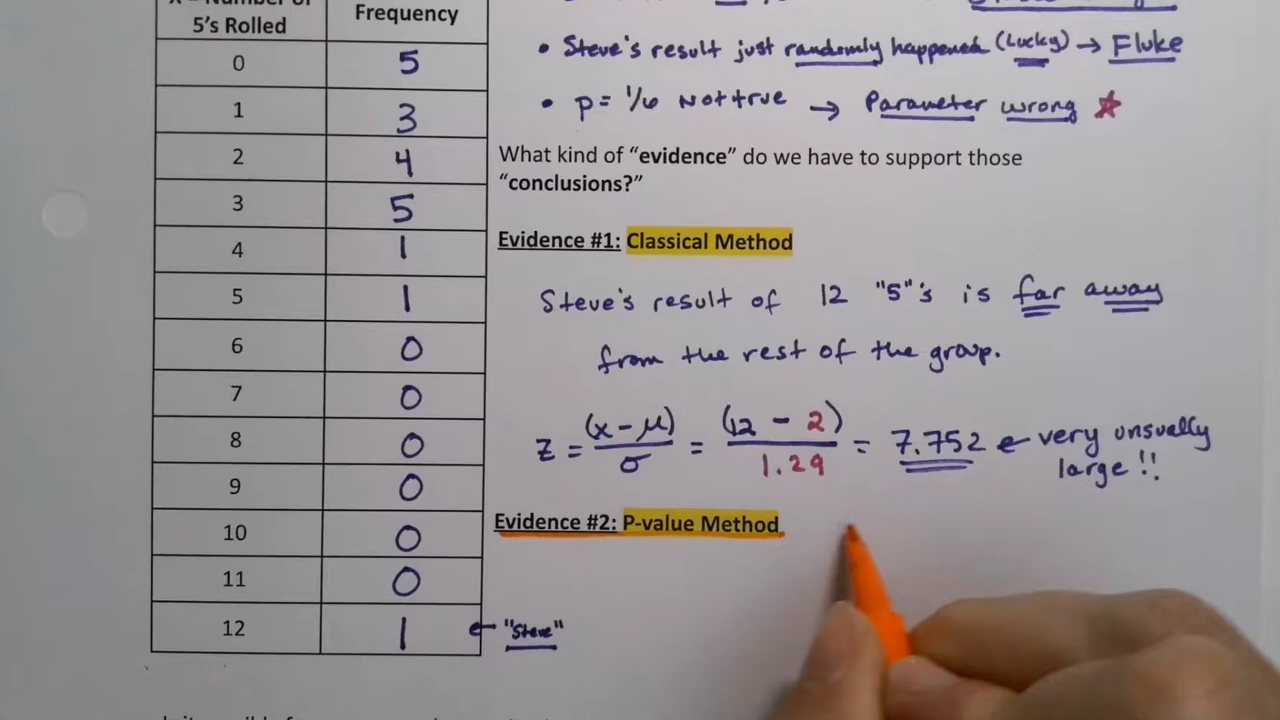 5's Rolled
Frequency
0 5
1 3
2 4
3 5
4 1
5 1
6 0
7 0
8 0
9 0
10 0
11 0
12 1
← "Steve"
• Steve's result just randomly happened (Lucky) → Fluke
• p = 1/6 Not true → Parameter wrong ☆
What kind of “evidence” do we have to support those
“conclusions?”
Evidence #1: Classical Method
Steve's result of 12 "5"'s is far away
from the rest of the group.
z = (x - μ)/σ = (12 - 2)/1.29 = 7.752 ← very unsually
large!!
Evidence #2: P-value Method